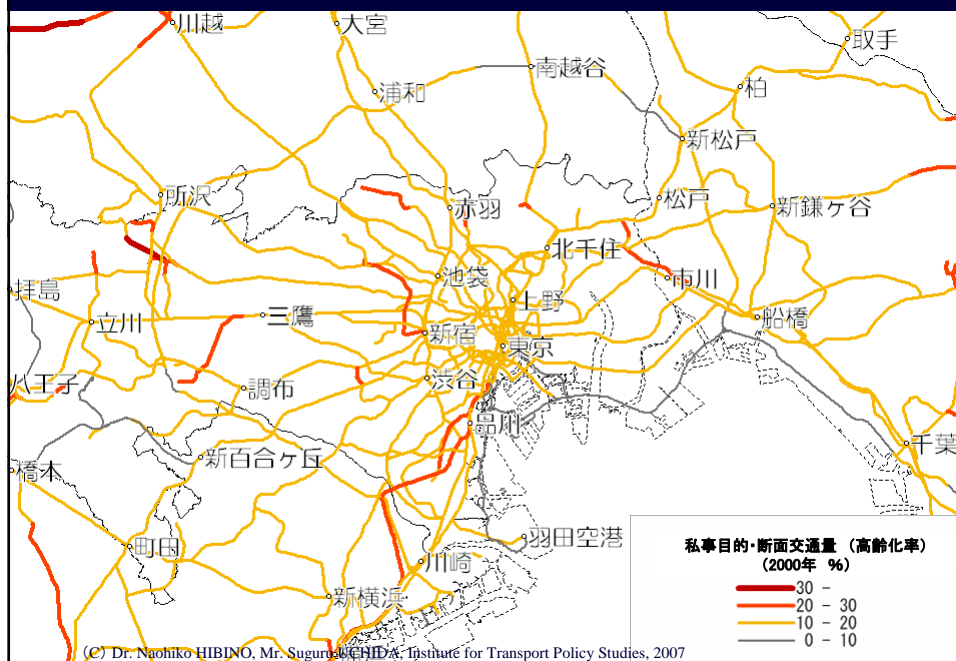 川越
大宮
取手
南越谷
浦和
柏
新松戸
所沢
赤羽
松戸
新鎌ヶ谷
北千住
池袋
市川
拝島
上野
立川
三鷹
新宿
船橋
東京
八王子
調布
渋谷
品川
千葉
橋本
新百合ヶ丘
町田
羽田空港
川崎
新横浜
私事目的・断面交通量 (高齢化率)
(2000年 %)
30 -
20 - 30
10 - 20
0 - 10
(C) Dr. Naohiko HIBINO, Mr. Suguru UCHIDA, Institute for Transport Policy Studies, 2007